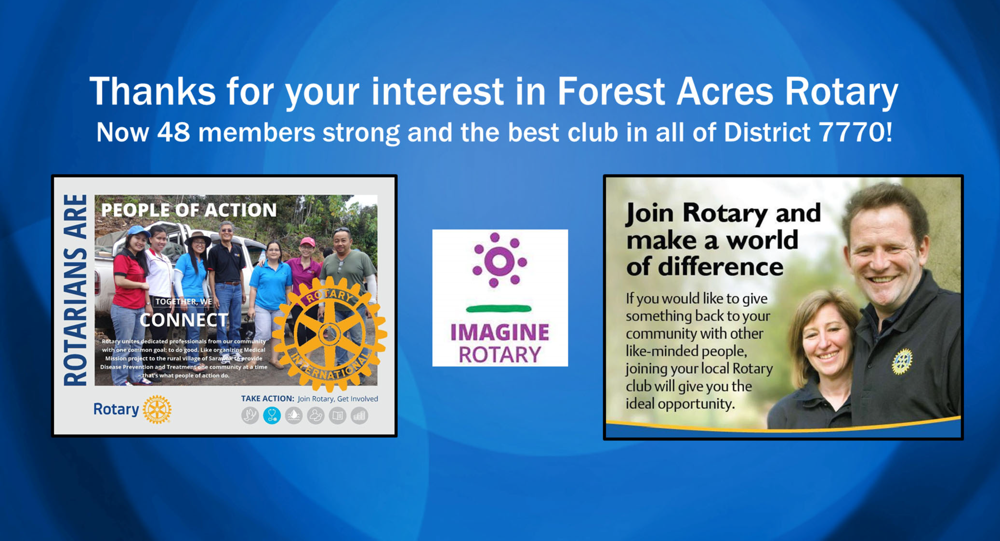 Thanks for your interest in Forest Acres Rotary
Now 48 members strong and the best club in all of District 7770!
ROTARIANS ARE
PEOPLE OF ACTION
TOGETHER, WE
CONNECT
Rotary unites dedicated professionals from our community
with one common goal: to do good. Like organizing Medical
Mission project to the rural village of Sarawak to provide
Disease Prevention and Treatment one community at a time
– that's what people of action do.
ROTARY
INTERNATIONAL
Rotary
TAKE ACTION: Join Rotary, Get Involved
IMAGINE
ROTARY
Join Rotary and
make a world
of difference
If you would like to give
something back to your
community with other
like-minded people,
joining your local Rotary
club will give you the
ideal opportunity.